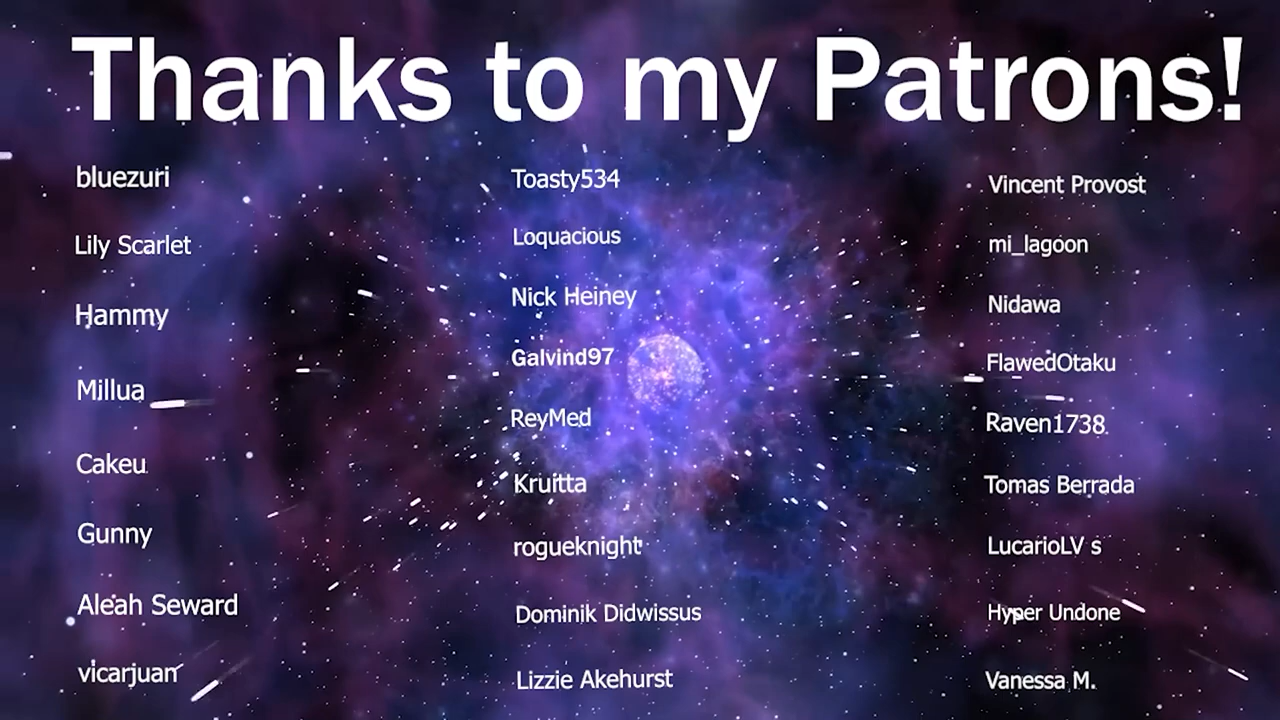 Thanks to my Patrons!
bluezuri
Lily Scarlet
Hammy
Millua
Cakeu
Gunny
Aleah Seward
vicarjuan
Toasty534
Loquacious
Nick Heiney
Galvind97
ReyMed
Kruitta
rogueknight
Dominik Didwissus
Lizzie Akehurst
Vincent Provost
mi_lagoon
Nidawa
FlawedOtaku
Raven1738
Tomas Berrada
LucarioLV s
Hyper Undone
Vanessa M.